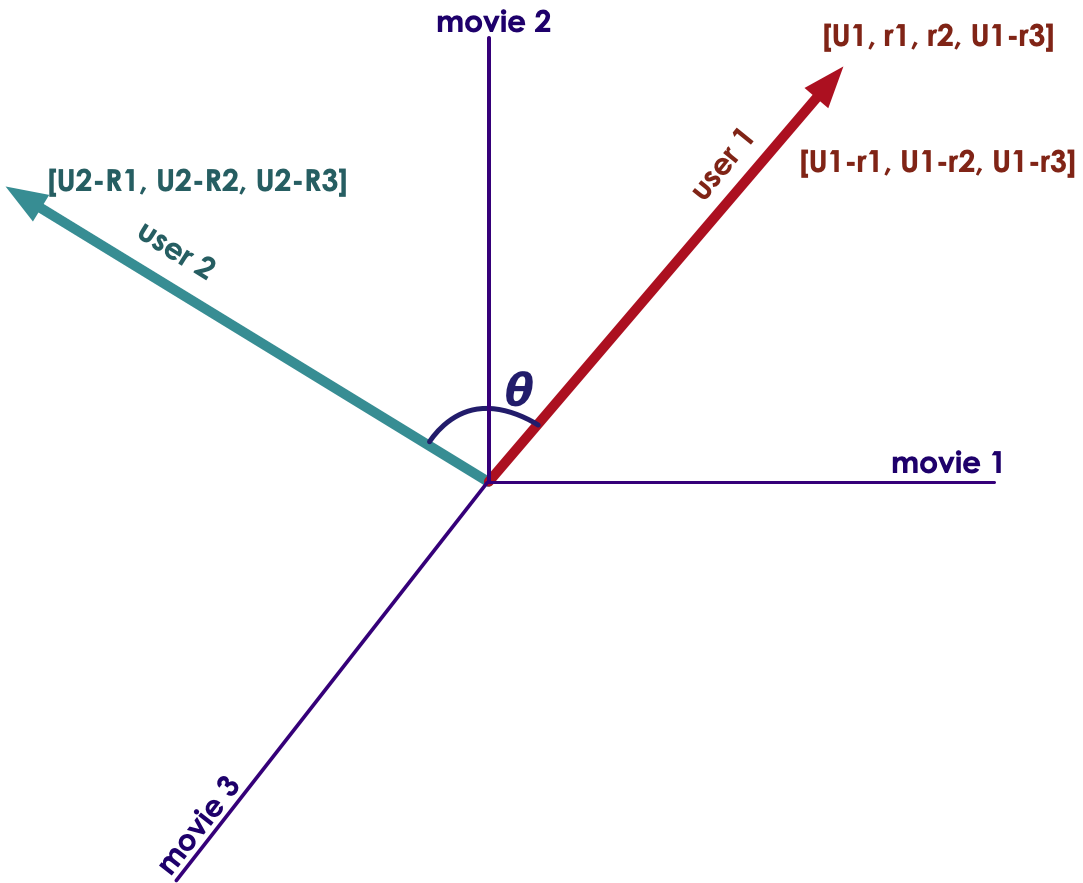 movie 2
[U1, r1, r2, U1-r3]
user 1
[U1-r1, U1-r2, U1-r3]
[U2-R1, U2-R2, U2-R3]
user 2
θ
movie 1
movie 3